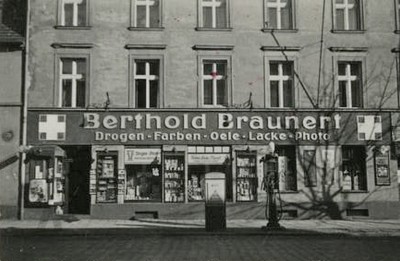 Berthold Braunert
Drogen - Farben - Oele - Lacke - Photo